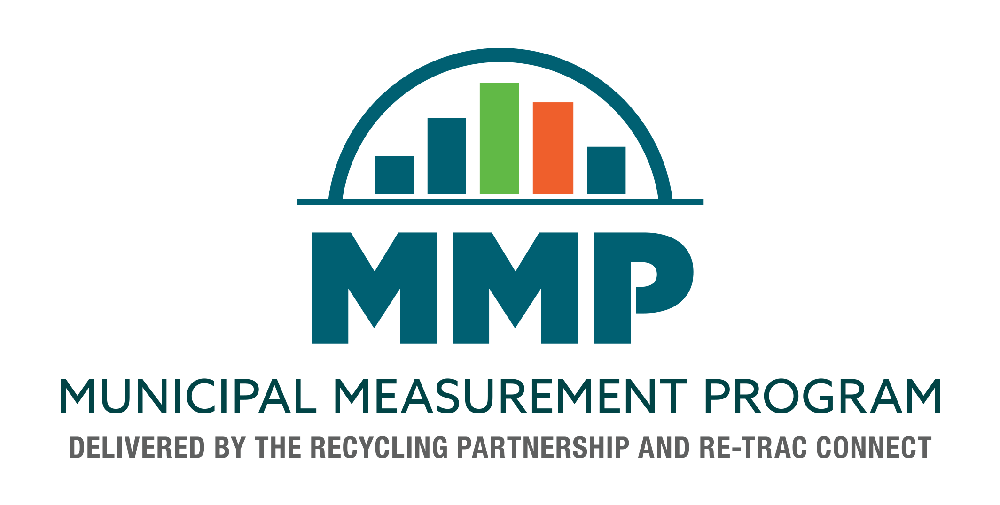 MMP
MUNICIPAL MEASUREMENT PROGRAM
DELIVERED BY THE RECYCLING PARTNERSHIP AND RE-TRAC CONNECT